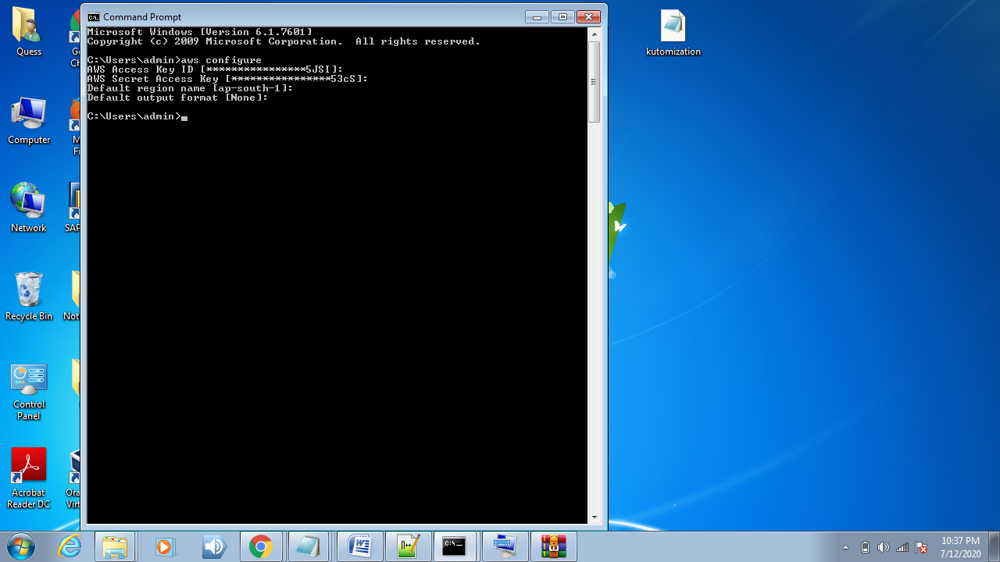 Command Prompt
Microsoft Windows [Version 6.1.7601]
Copyright (c) 2009 Microsoft Corporation.  All rights reserved.
C:\Users\admin>aws configure
AWS Access Key ID [****************5JSI]:
AWS Secret Access Key [****************53cS]:
Default region name [ap-south-1]:
Default output format [None]:
C:\Users\admin>
Quess
Computer
Network
Recycle Bin
Control
Panel
Acrobat
Reader DC
G
Ch
M
Fi
SAP
Not
Ora
Virt
kutomization
10:37 PM
7/12/2020